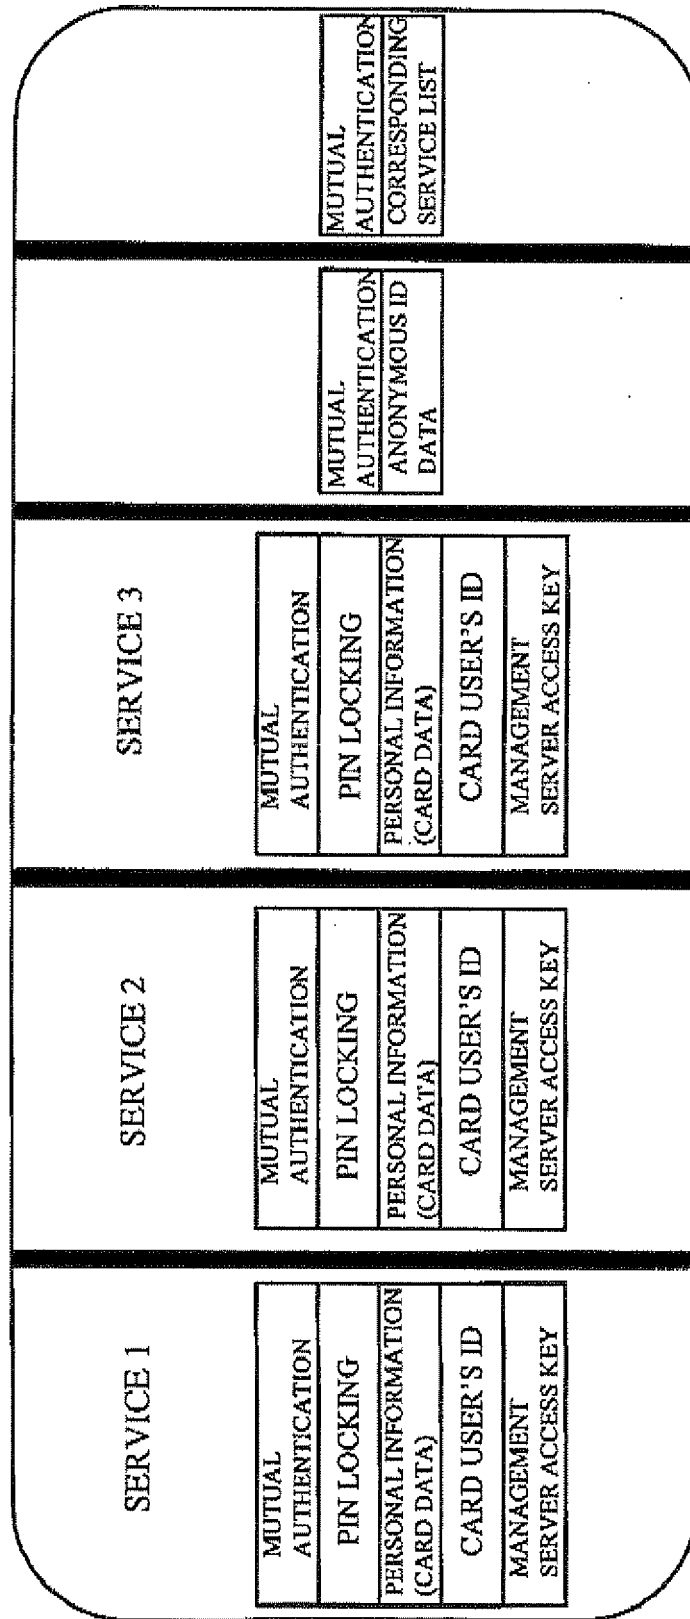 SERVICE 1
MUTUAL
AUTHENTICATION
PIN LOCKING
PERSONAL INFORMATION
(CARD DATA)
CARD USER'S ID
MANAGEMENT
SERVER ACCESS KEY
SERVICE 2
MUTUAL
AUTHENTICATION
PIN LOCKING
PERSONAL INFORMATION
(CARD DATA)
CARD USER'S ID
MANAGEMENT
SERVER ACCESS KEY
SERVICE 3
MUTUAL
AUTHENTICATION
PIN LOCKING
PERSONAL INFORMATION
(CARD DATA)
CARD USER'S ID
MANAGEMENT
SERVER ACCESS KEY
MUTUAL
AUTHENTICATION
ANONYMOUS ID
DATA
MUTUAL
AUTHENTICATION
CORRESPONDING
SERVICE LIST